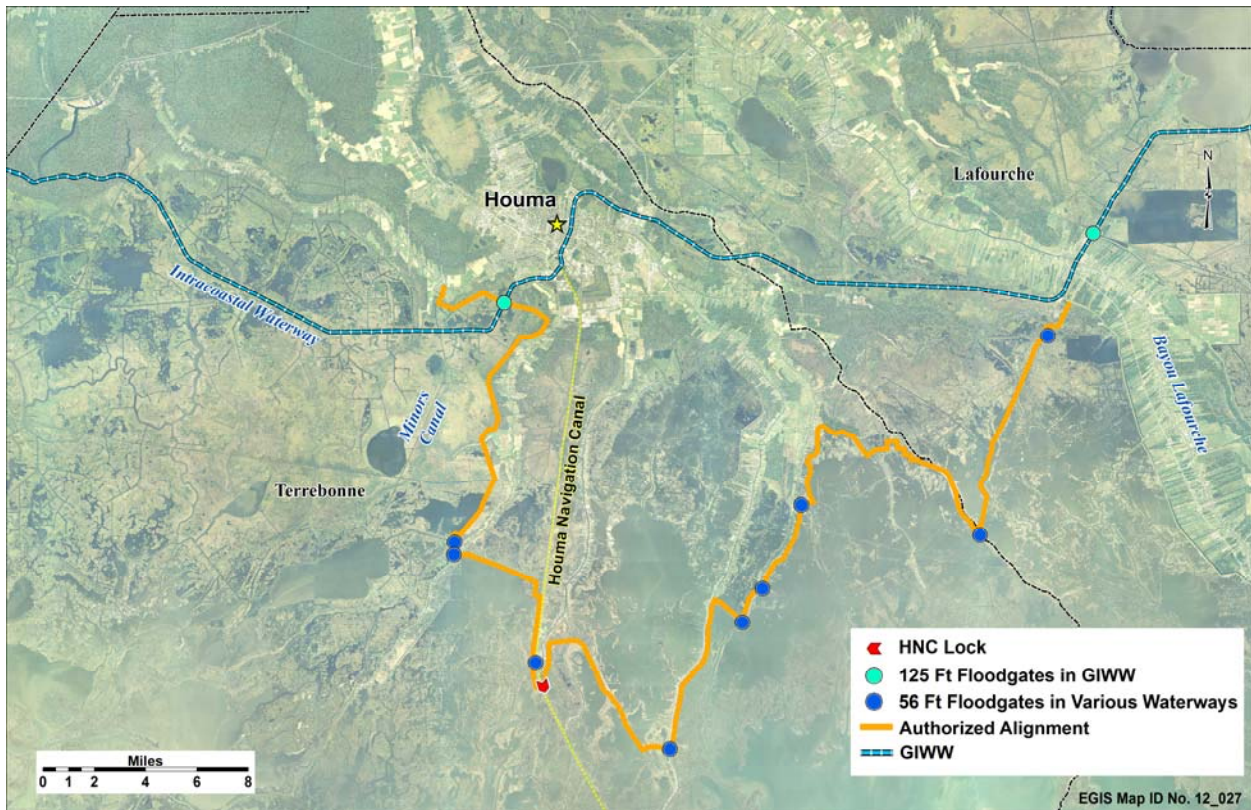 Lafourche
N
Houma
Intracoastal Waterway
Minors
Canal
Houma Navigation Canal
Bayou Lafourche
Terrebonne
HNC Lock
125 Ft Floodgates in GIWW
56 Ft Floodgates in Various Waterways
Authorized Alignment
GIWW
Miles
0 1 2 4 6 8
EGIS Map ID No. 12_027